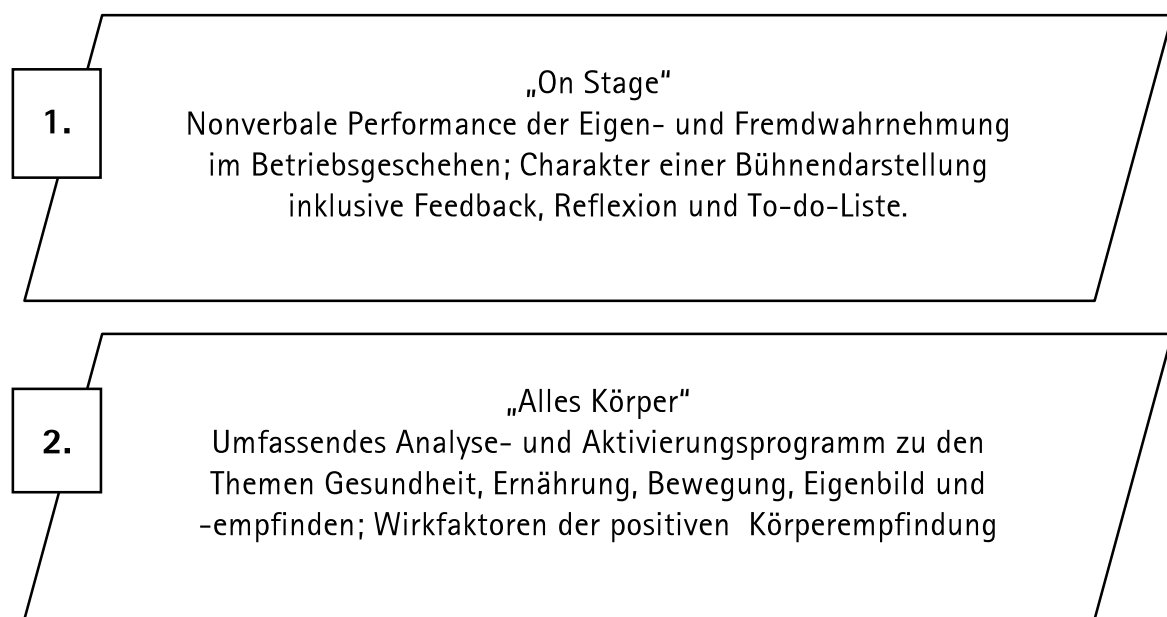 1.
„On Stage“
Nonverbale Performance der Eigen- und Fremdwahrnehmung
im Betriebsgeschehen; Charakter einer Bühnendarstellung
inklusive Feedback, Reflexion und To-do-Liste.
2.
„Alles Körper“
Umfassendes Analyse- und Aktivierungsprogramm zu den
Themen Gesundheit, Ernährung, Bewegung, Eigenbild und
-empfinden; Wirkfaktoren der positiven  Körperempfindung